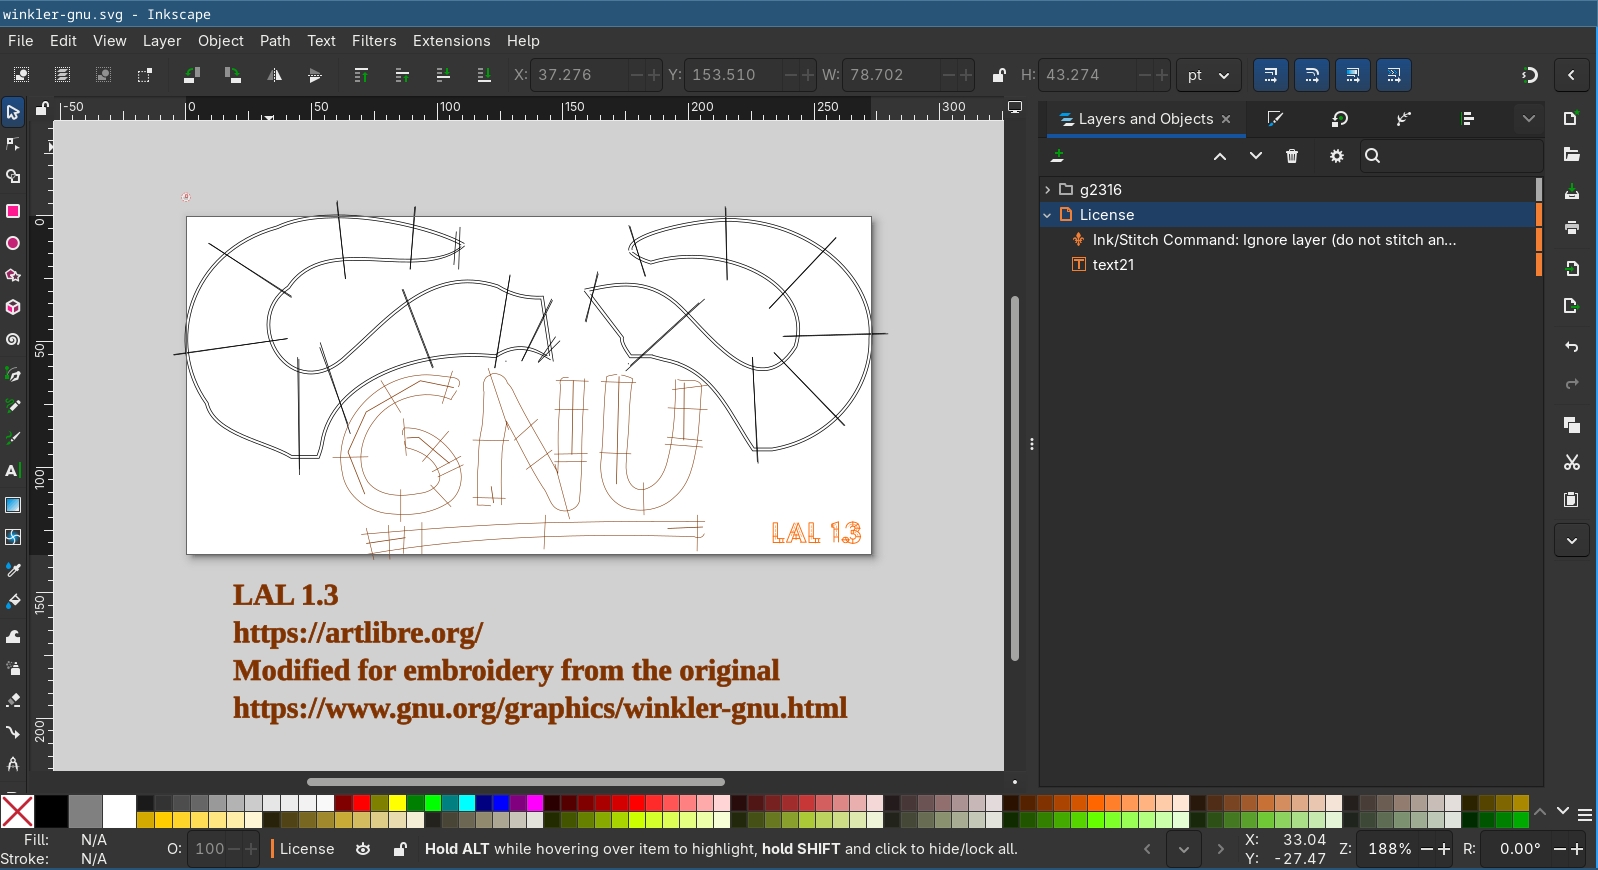 winkler-gnu.svg - Inkscape
File Edit View Layer Object Path Text Filters Extensions Help
X: 37.276 Y: 153.510 W: 78.702 H: 43.274 pt
-50 0 50 100 150 200 250 300
Layers and Objects
g2316
License
Ink/Stitch Command: Ignore layer (do not stitch an...
text21
0
50
100
150
200
GNU
LAL 1.3
LAL 1.3
https://artlibre.org/
Modified for embroidery from the original
https://www.gnu.org/graphics/winkler-gnu.html
Fill: N/A
Stroke: N/A
O: 100
License
Hold ALT while hovering over item to highlight, hold SHIFT and click to hide/lock all.
X: 33.04
Y: -27.47
Z: 188%
R: 0.00°